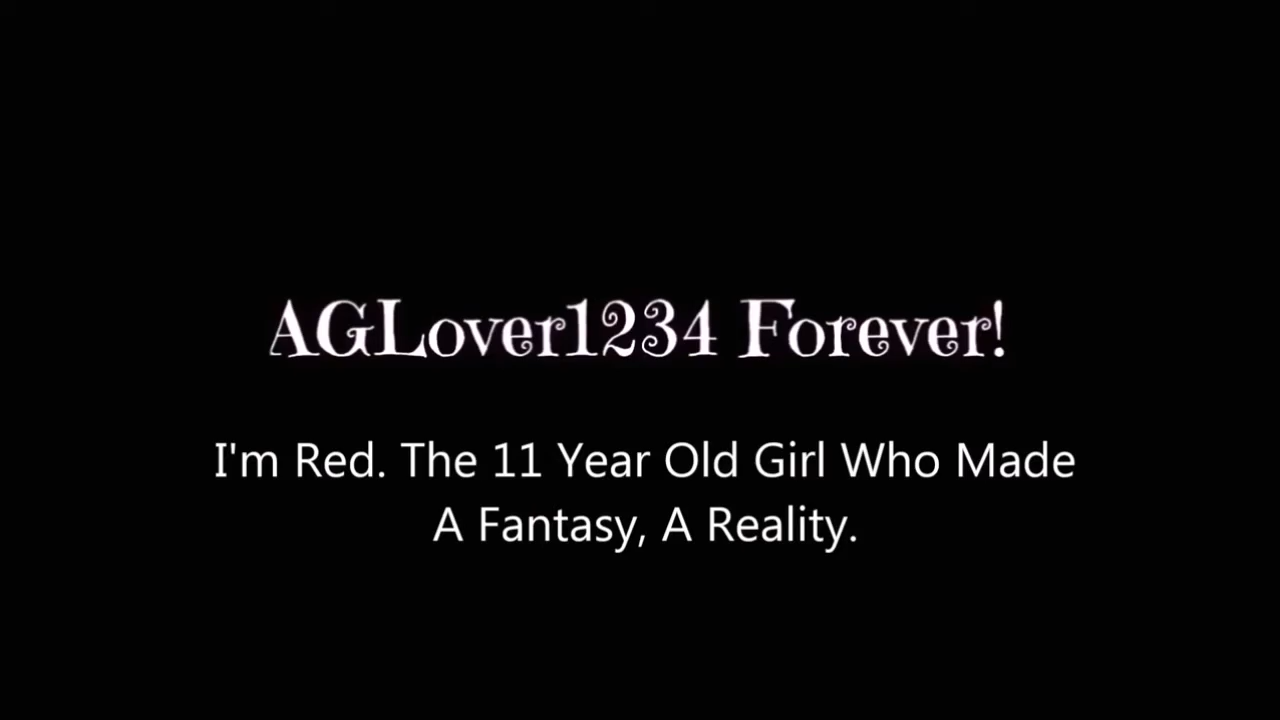 AGLover1234 Forever!
I'm Red. The 11 Year Old Girl Who Made
A Fantasy, A Reality.